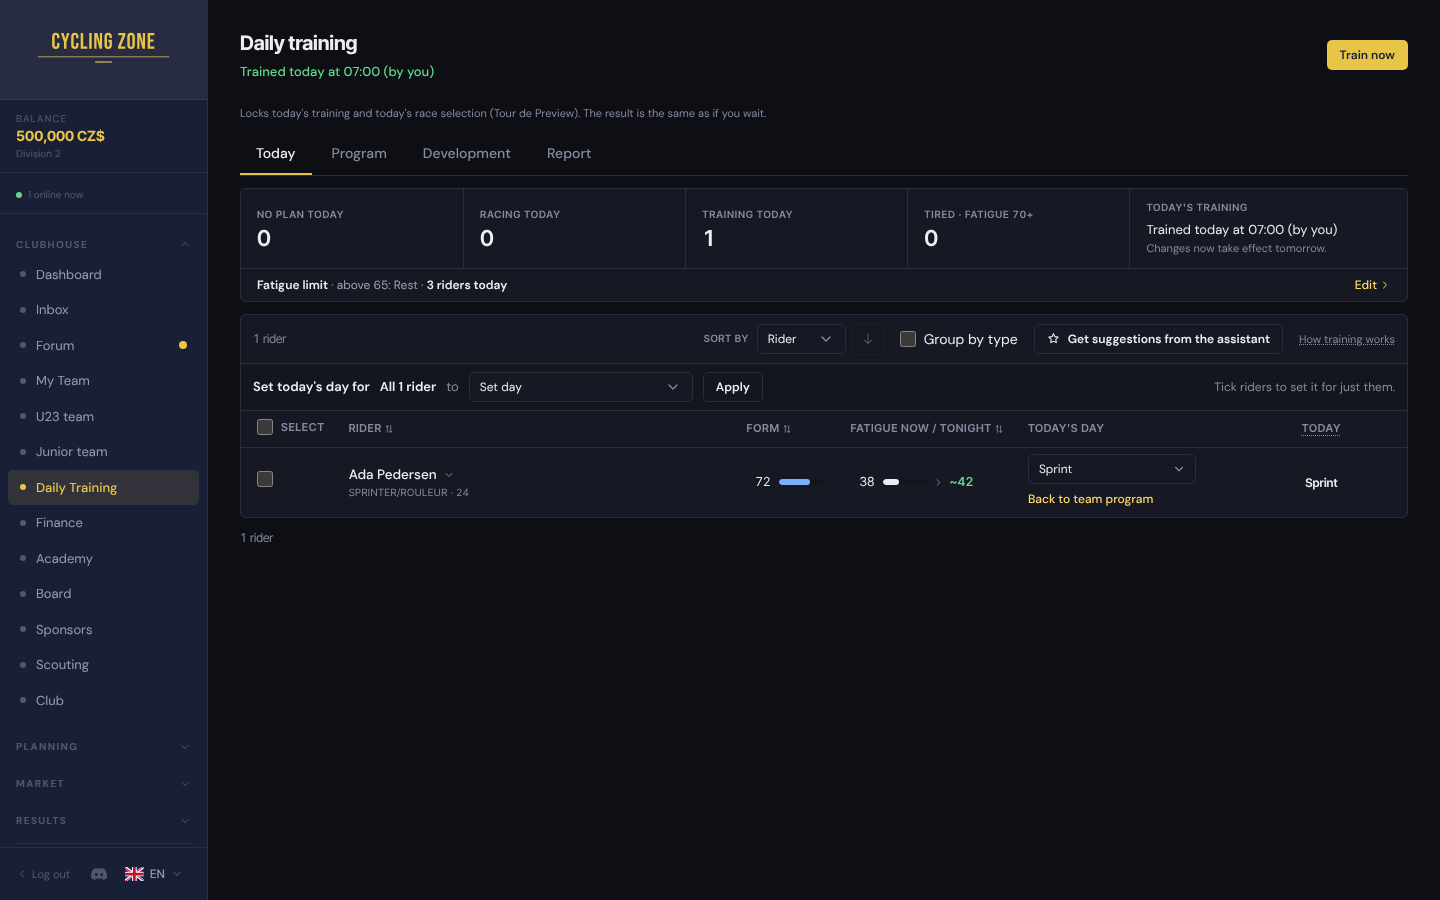 CYCLING ZONE
BALANCE
500,000 CZ$
Division 2
1 online now
CLUBHOUSE
Dashboard
Inbox
Forum
My Team
U23 team
Junior team
Daily Training
Finance
Academy
Board
Sponsors
Scouting
Club
PLANNING
MARKET
RESULTS
Log out
EN
Daily training
Trained today at 07:00 (by you)
Train now
Locks today's training and today's race selection (Tour de Preview). The result is the same as if you wait.
Today Program Development Report
NO PLAN TODAY
0
RACING TODAY
0
TRAINING TODAY
1
TIRED · FATIGUE 70+
0
TODAY'S TRAINING
Trained today at 07:00 (by you)
Changes now take effect tomorrow.
Fatigue limit · above 65: Rest · 3 riders today Edit
1 rider SORT BY Rider Group by type Get suggestions from the assistant How training works
Set today's day for All 1 rider to Set day Apply Tick riders to set it for just them.
SELECT RIDER FORM FATIGUE NOW / TONIGHT TODAY'S DAY TODAY
Ada Pedersen
SPRINTER/ROULEUR · 24
72 38 ~42
Sprint
Back to team program
Sprint
1 rider